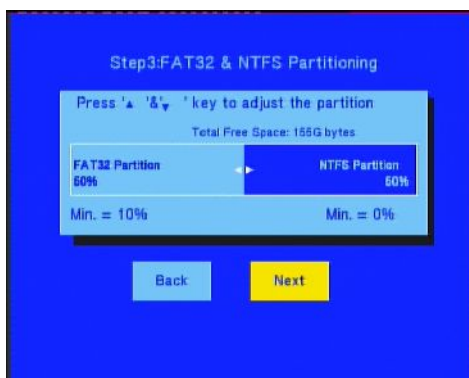 Step3:FAT32 & NTFS Partitioning
Press '▲ '&'▼ ' key to adjust the partition
Total Free Space: 155G bytes
FAT32 Partition NTFS Partition
50% 50%
Min. = 10% Min. = 0%
Back Next